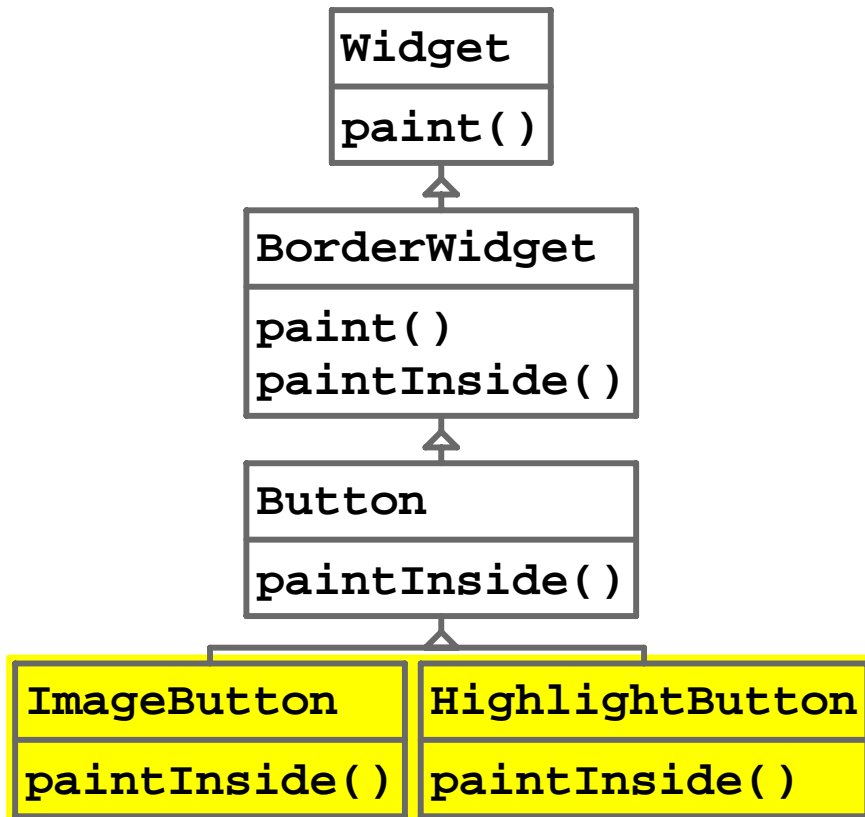 Widget
paint()
BorderWidget
paint()
paintInside()
Button
paintInside()
ImageButton
paintInside()
HighlightButton
paintInside()